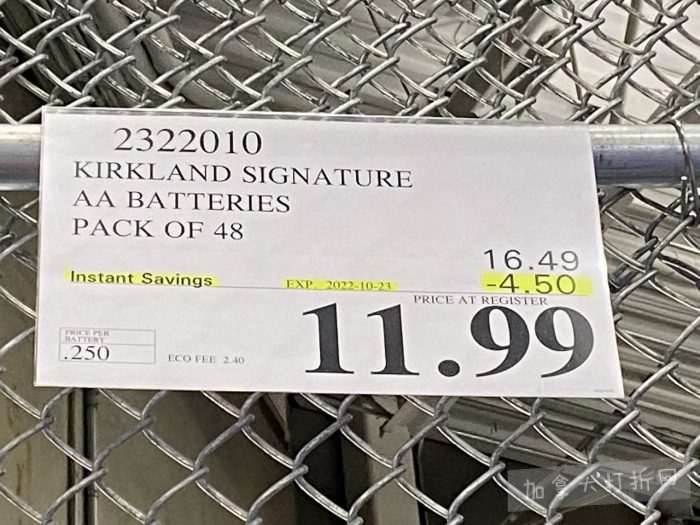 2322010
KIRKLAND SIGNATURE
AA BATTERIES
PACK OF 48
16.49
Instant Savings EXP. 2022-10-23 -4.50
PRICE AT REGISTER
11.99
PRICE PER
BATTERY
.250
ECO FEE 2.40
加拿大打折网